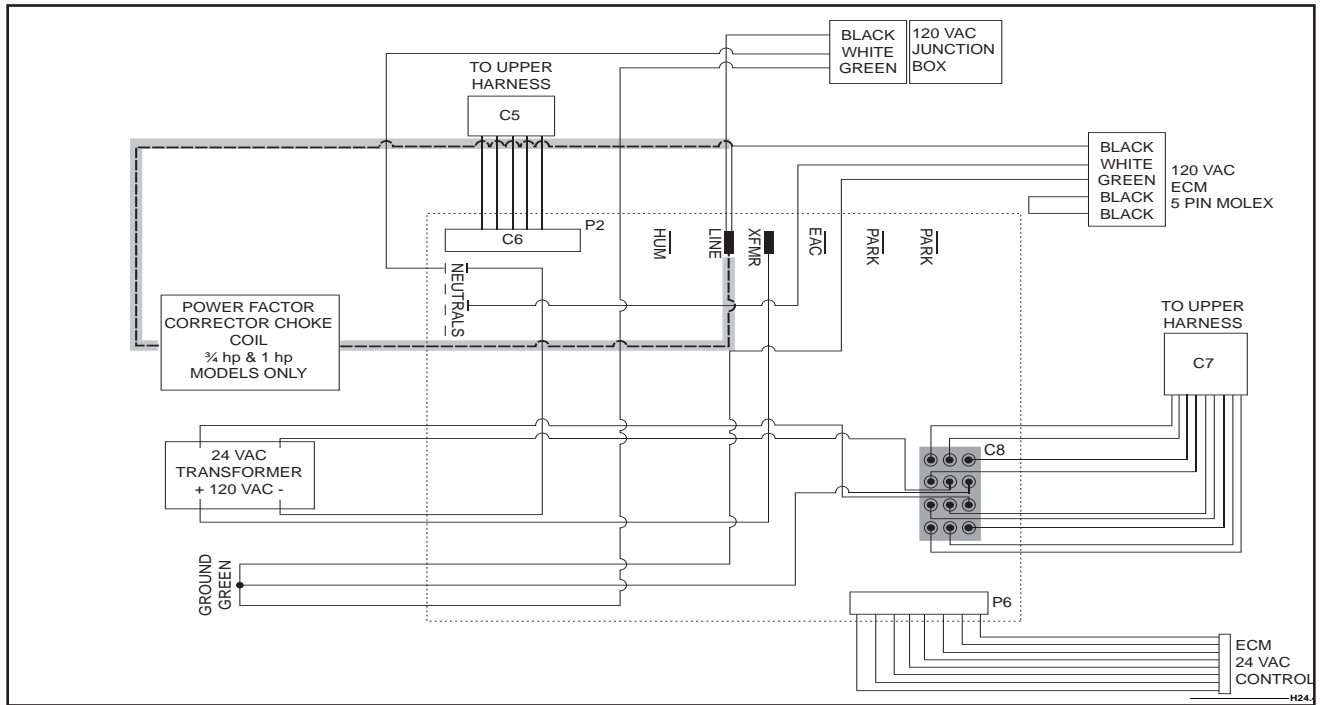 BLACK
WHITE
GREEN
120 VAC
JUNCTION
BOX
TO UPPER
HARNESS
C5
BLACK
WHITE
GREEN
BLACK
BLACK
120 VAC
ECM
5 PIN MOLEX
P2
C6
HUM
LINE
XFMR
EAC
PARK
PARK
NEUTRALS
POWER FACTOR
CORRECTOR CHOKE
COIL
¾ hp & 1 hp
MODELS ONLY
TO UPPER
HARNESS
C7
24 VAC
TRANSFORMER
+ 120 VAC -
C8
GROUND
GREEN
P6
ECM
24 VAC
CONTROL